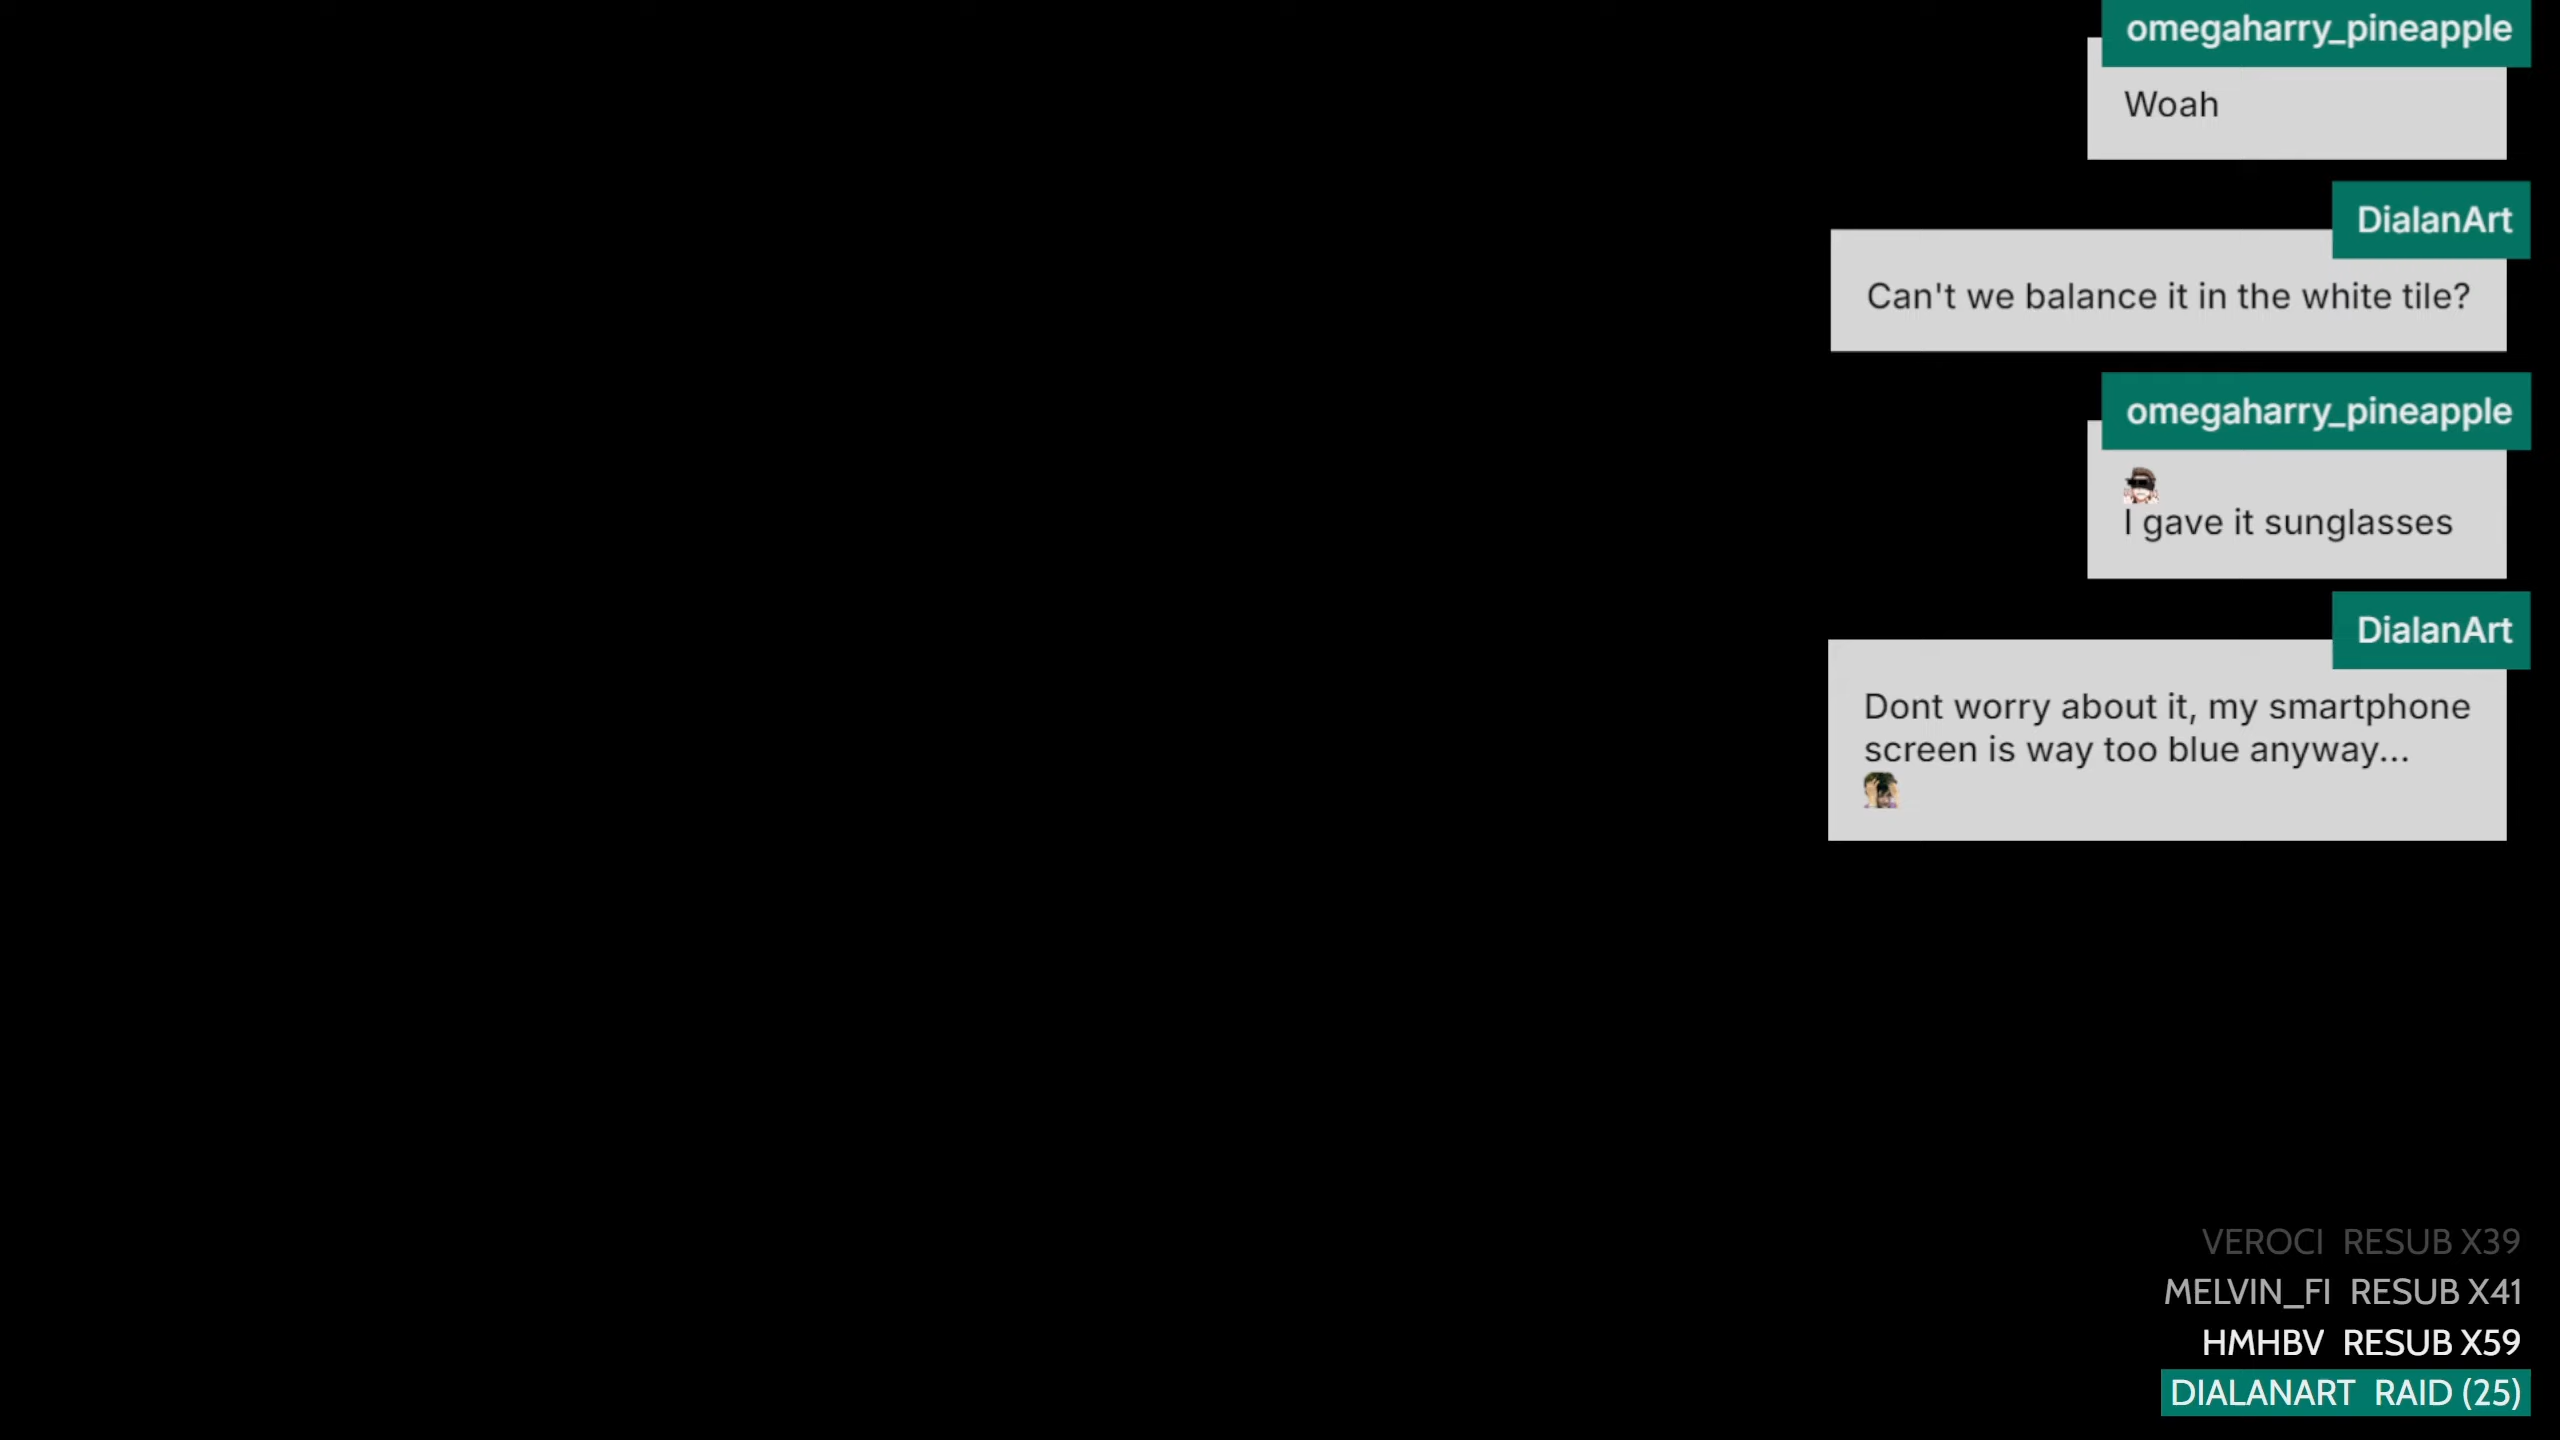 omegaharry_pineapple
Woah
DialanArt
Can't we balance it in the white tile?
omegaharry_pineapple
I gave it sunglasses
DialanArt
Dont worry about it, my smartphone
screen is way too blue anyway...
VEROCI RESUB X39
MELVIN_FI RESUB X41
HMHBV RESUB X59
DIALANART RAID (25)